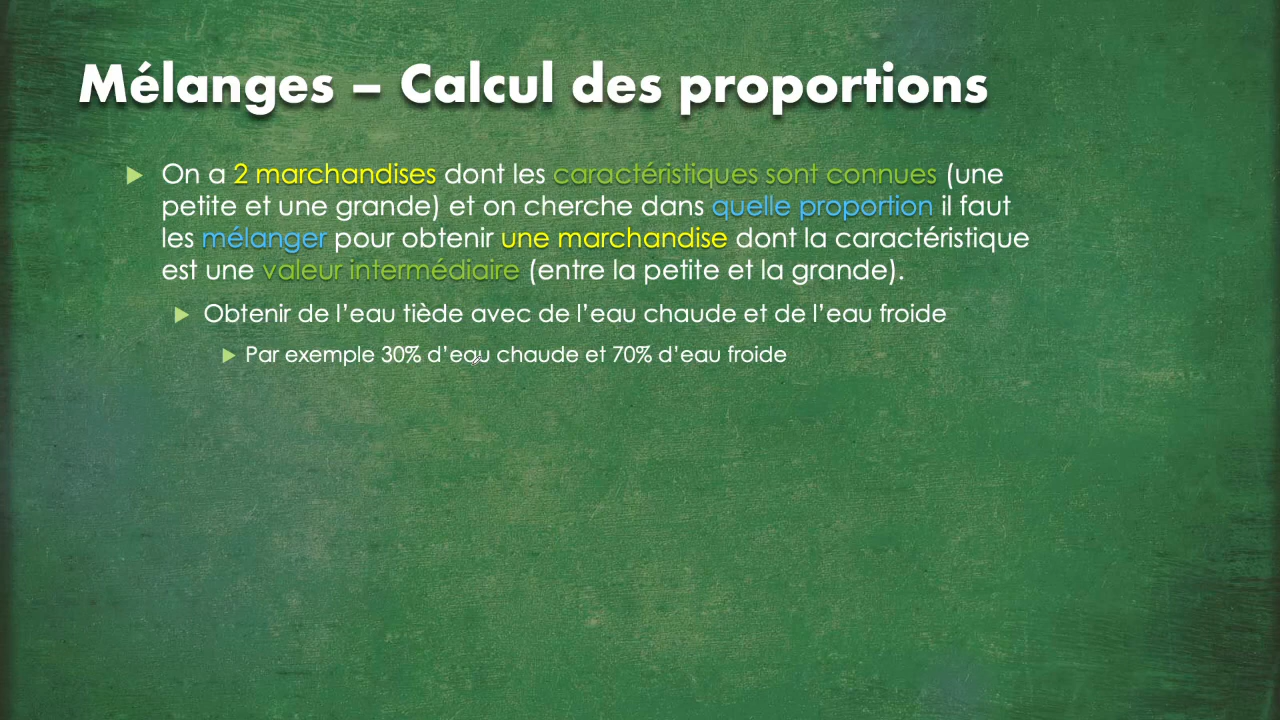 Mélanges – Calcul des proportions
On a 2 marchandises dont les caractéristiques sont connues (une
petite et une grande) et on cherche dans quelle proportion il faut
les mélanger pour obtenir une marchandise dont la caractéristique
est une valeur intermédiaire (entre la petite et la grande).
Obtenir de l’eau tiède avec de l’eau chaude et de l’eau froide
Par exemple 30% d’eau chaude et 70% d’eau froide